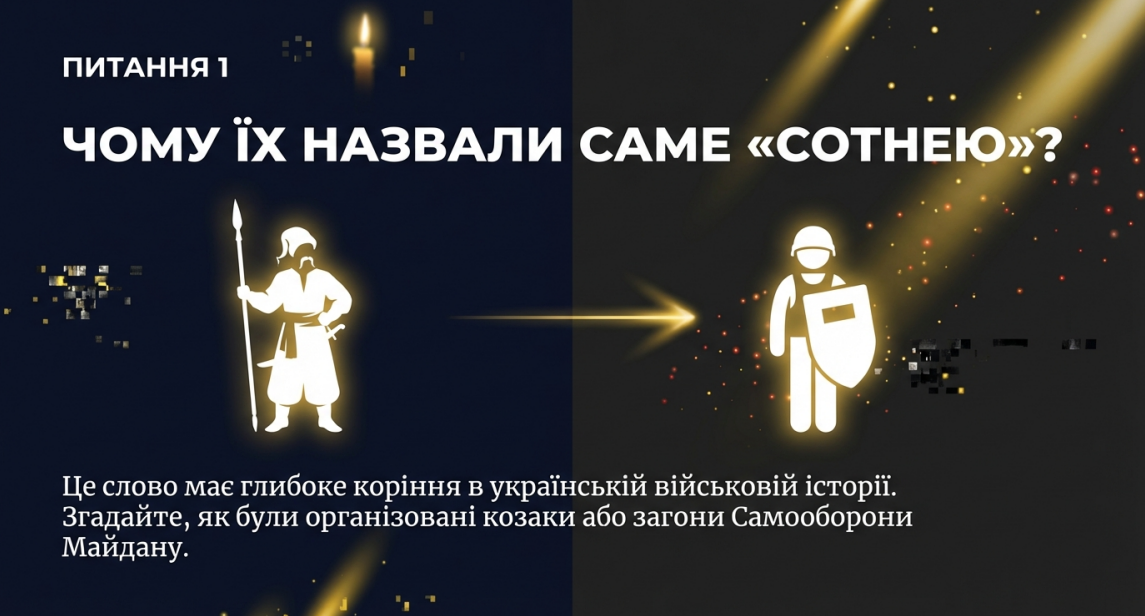 ПИТАННЯ 1
ЧОМУ ЇХ НАЗВАЛИ САМЕ «СОТНЕЮ»?
Це слово має глибоке коріння в українській військовій історії.
Згадайте, як були організовані козаки або загони Самооборони
Майдану.